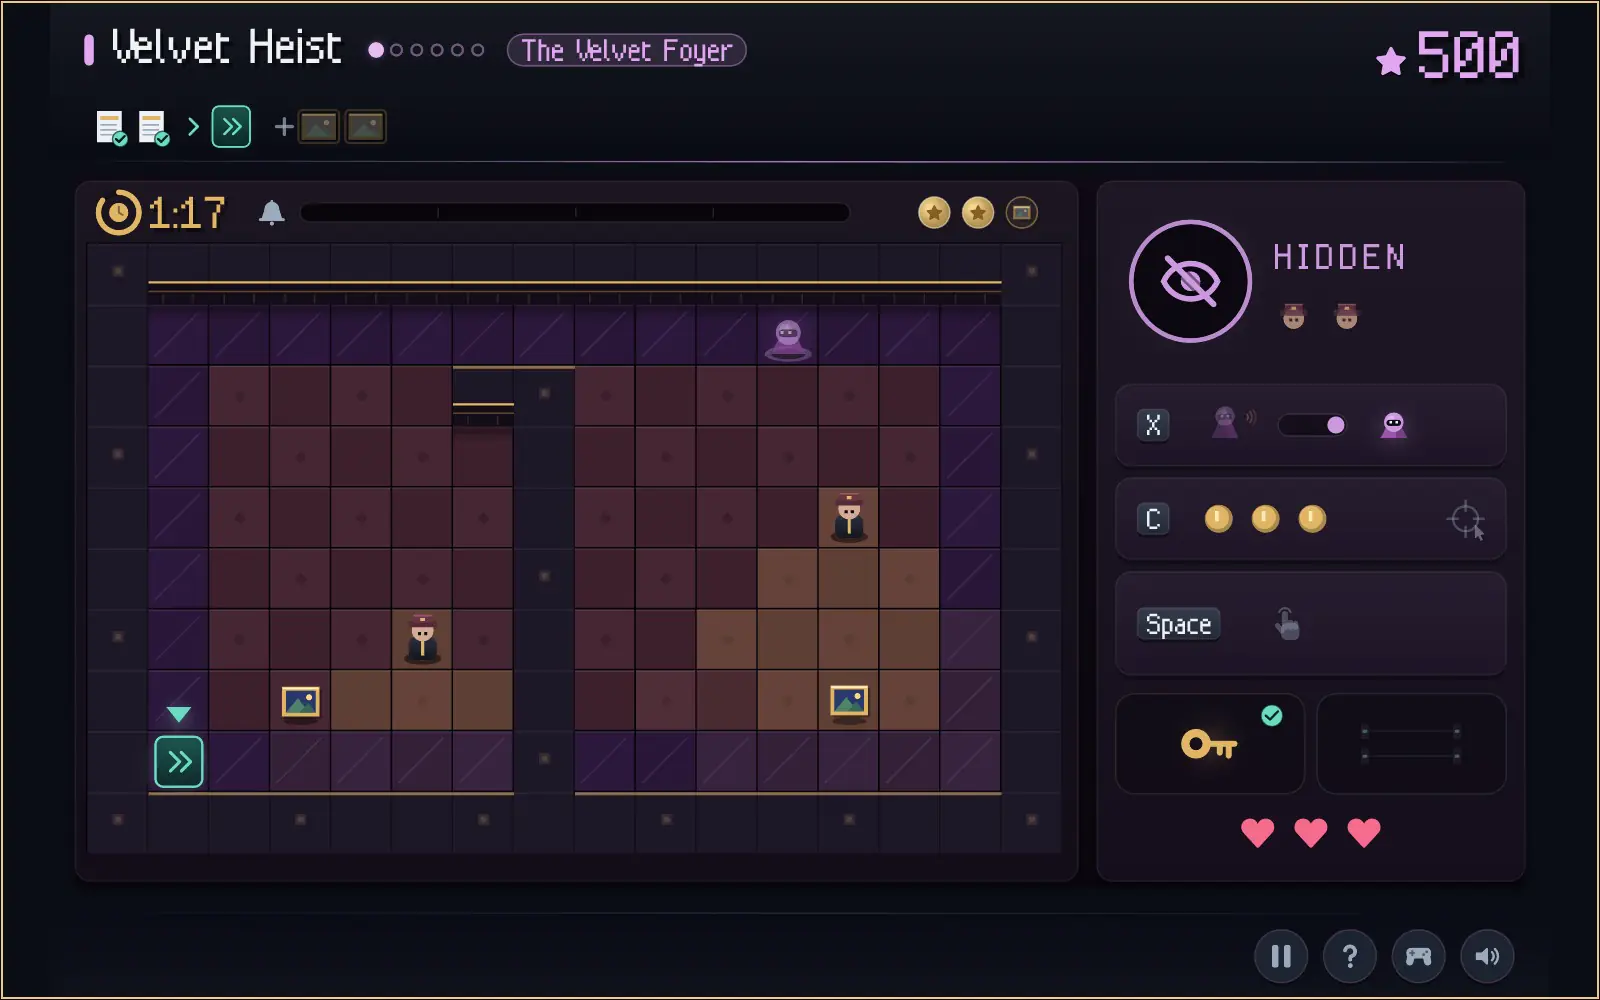 Velvet Heist
The Velvet Foyer
500
1:17
HIDDEN
X
C
Space
?